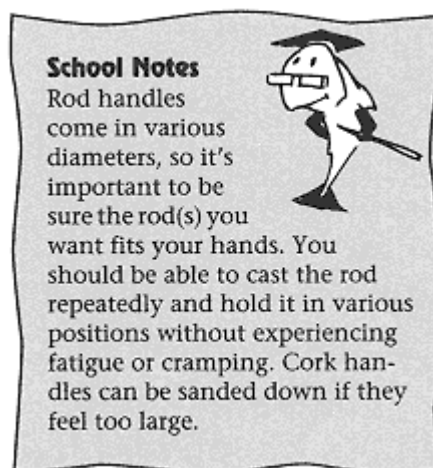 School Notes
Rod handles
come in various
diameters, so it's
important to be
sure the rod(s) you
want fits your hands. You
should be able to cast the rod
repeatedly and hold it in various
positions without experiencing
fatigue or cramping. Cork han-
dles can be sanded down if they
feel too large.